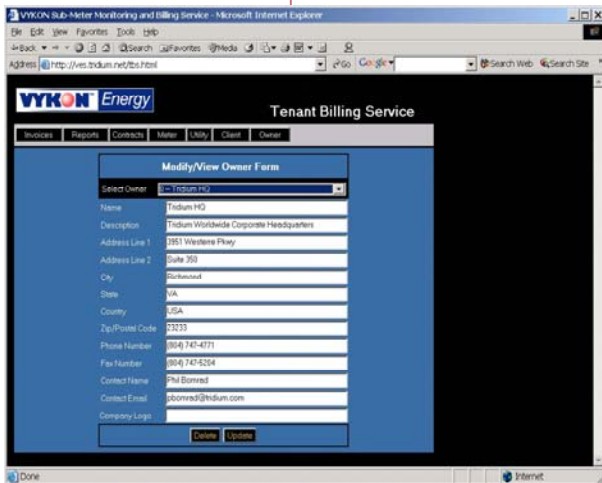 VYKON Sub-Meter Monitoring and Billing Service - Microsoft Internet Explorer
File Edit View Favorites Tools Help
Back Search Favorites Media
Address http://ves.tridium.net/tbs.html Go Google Search Web Search Site
VYKON Energy
Tenant Billing Service
Invoices Reports Contracts Meter Utility Client Owner
Modify/View Owner Form
Select Owner - Tridium HQ
Name Tridium HQ
Description Tridium Worldwide Corporate Headquarters
Address Line 1 3951 Westerre Pkwy
Address Line 2 Suite 350
City Richmond
State VA
Country USA
Zip/Postal Code 23233
Phone Number (804) 747-4771
Fax Number (804) 747-5204
Contact Name Phil Bomrad
Contact Email pbomrad@tridium.com
Company Logo
Delete Update
Done Internet